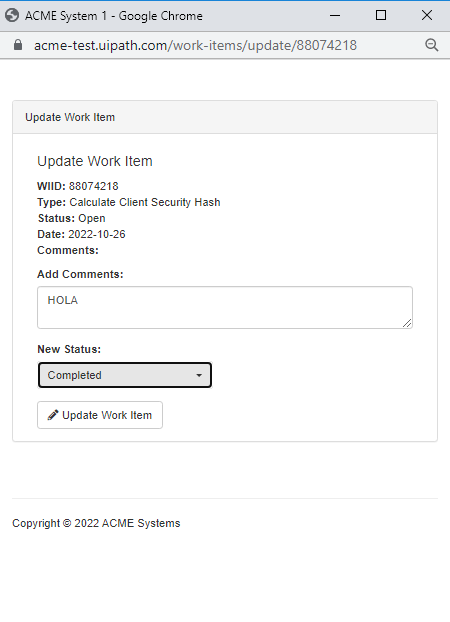 ACME System 1 - Google Chrome
acme-test.uipath.com/work-items/update/88074218
Update Work Item
Update Work Item
WIID: 88074218
Type: Calculate Client Security Hash
Status: Open
Date: 2022-10-26
Comments:
Add Comments:
HOLA
New Status:
Completed
Update Work Item
Copyright © 2022 ACME Systems